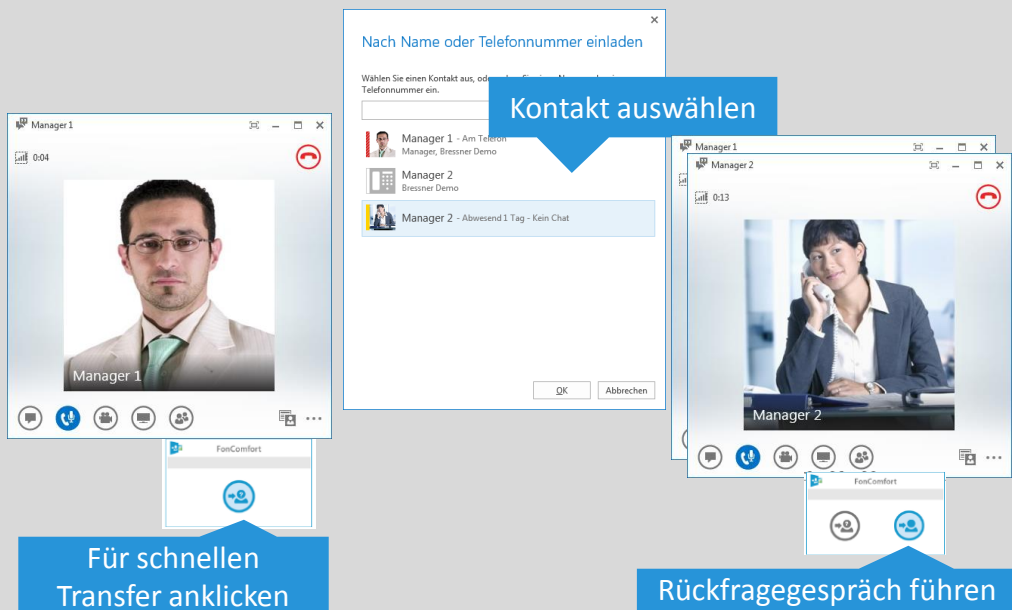 Manager 1
0:04
Manager 1
FonComfort
Für schnellen
Transfer anklicken
Nach Name oder Telefonnummer einladen
Wählen Sie einen Kontakt aus, oder
Telefonnummer ein.
Kontakt auswählen
Manager 1 - Am Telefon
Manager, Bressner Demo
Manager 2
Bressner Demo
Manager 2 - Abwesend 1 Tag - Kein Chat
OK Abbrechen
Manager 1
Manager 2
0:13
Manager 2
FonComfort
Rückfragegespräch führen